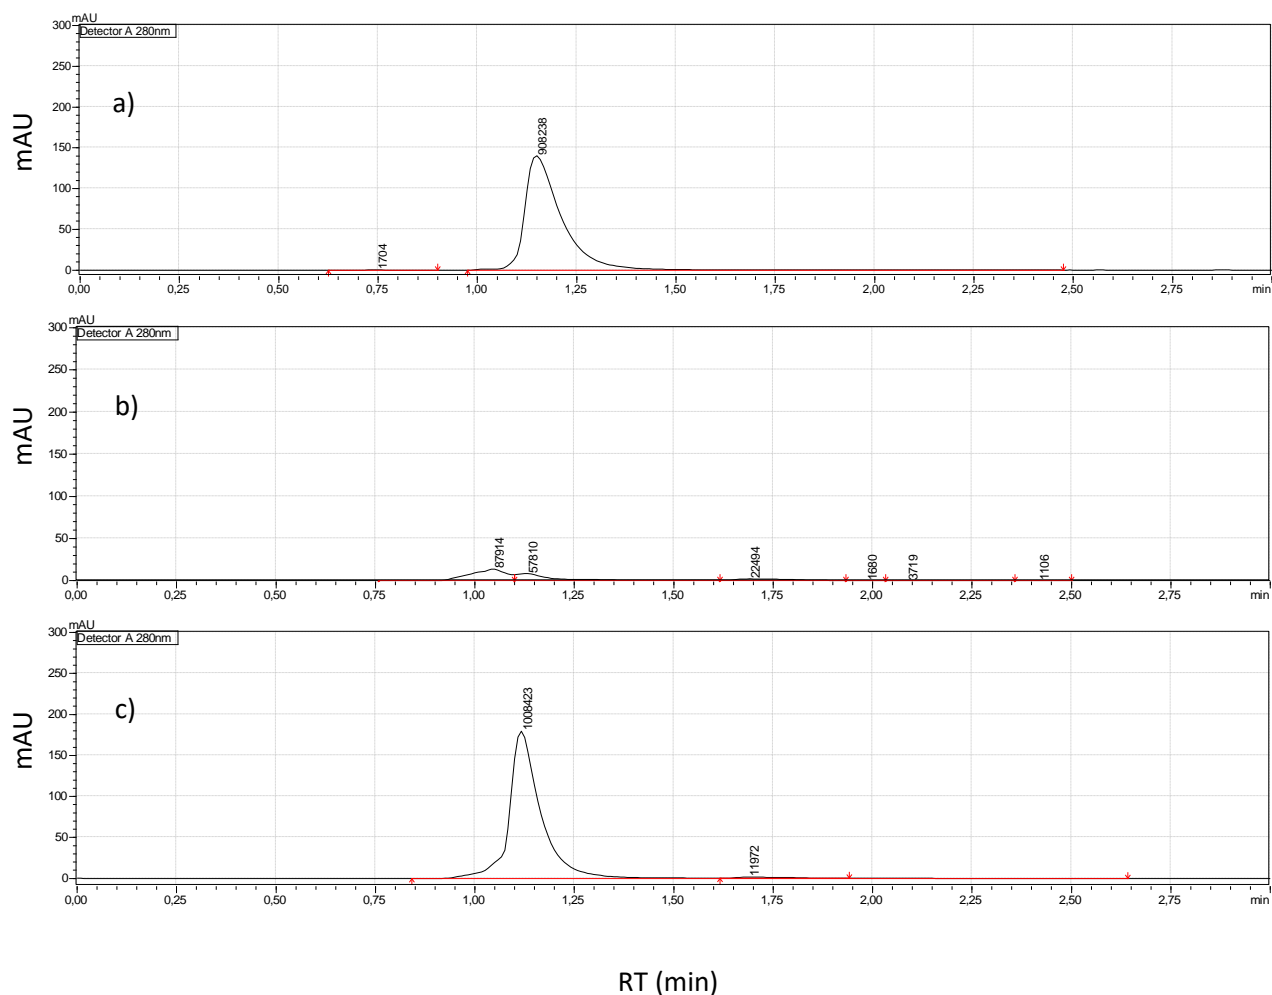 mAU
300
Detector A 280nm
250
a)
200
mAU
150
908238
100
50
1704
0
0,00 0,25 0,50 0,75 1,00 1,25 1,50 1,75 2,00 2,25 2,50 2,75 min
mAU
300
Detector A 280nm
250
b)
200
mAU
150
100
50
87914 57810 22494 1680 3719 1106
0
0,00 0,25 0,50 0,75 1,00 1,25 1,50 1,75 2,00 2,25 2,50 2,75 min
mAU
300
Detector A 280nm
250
c)
200
1008423
mAU
150
100
50
11972
0
0,00 0,25 0,50 0,75 1,00 1,25 1,50 1,75 2,00 2,25 2,50 2,75 min
RT (min)